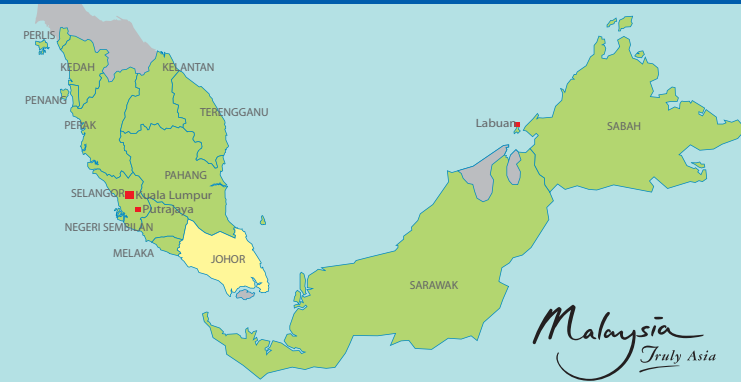 PERLIS
KEDAH
KELANTAN
PENANG
TERENGGANU
PERAK
Labuan
SABAH
PAHANG
SELANGOR
Kuala Lumpur
Putrajaya
NEGERI SEMBILAN
MELAKA
JOHOR
SARAWAK
Malaysia
Truly Asia